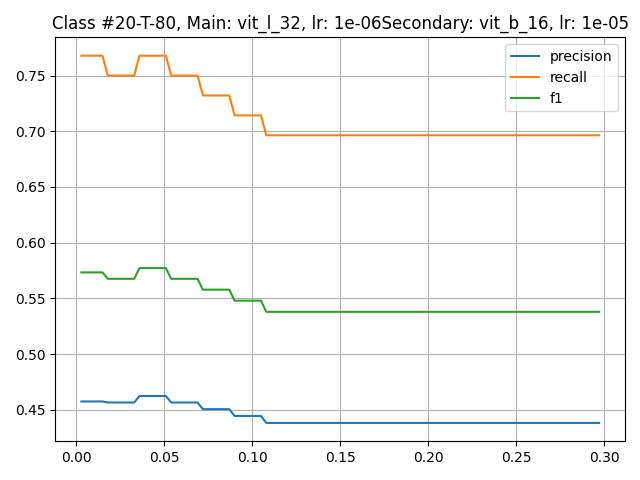 Class #20-T-80, Main: vit_l_32, lr: 1e-06Secondary: vit_b_16, lr: 1e-05
precision
recall
f1
0.75
0.70
0.65
0.60
0.55
0.50
0.45
0.00 0.05 0.10 0.15 0.20 0.25 0.30